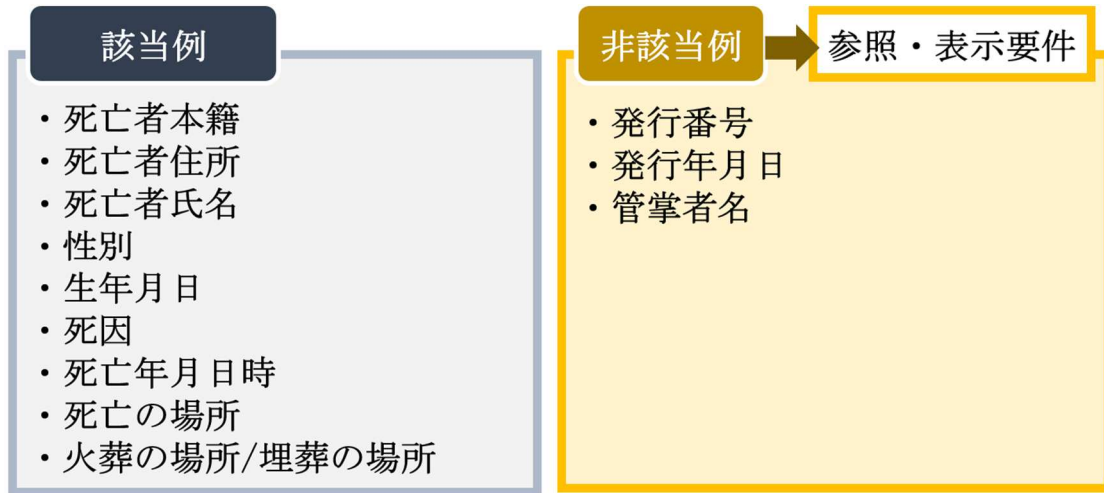 該当例
・死亡者本籍
・死亡者住所
・死亡者氏名
・性別
・生年月日
・死因
・死亡年月日時
・死亡の場所
・火葬の場所/埋葬の場所
非該当例
参照・表示要件
・発行番号
・発行年月日
・管掌者名